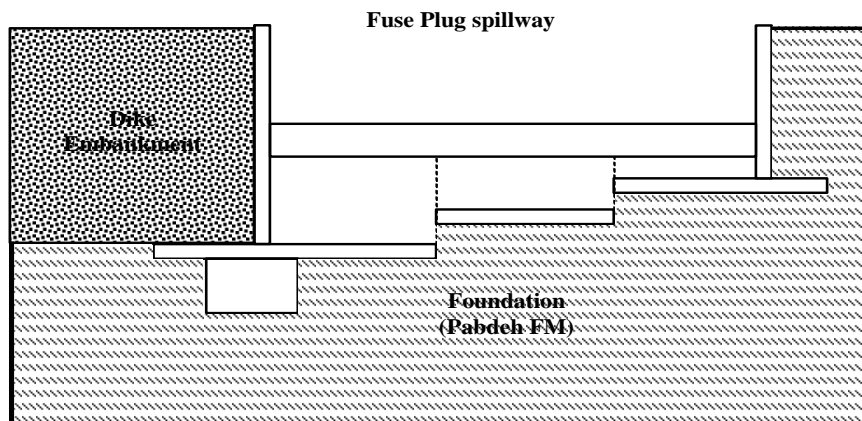 Fuse Plug spillway
Dike
Embankment
Foundation
(Pabdeh FM)